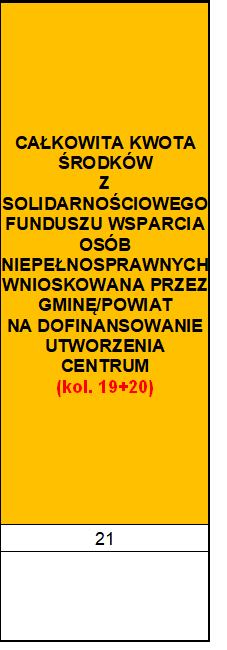 CAŁKOWITA KWOTA
ŚRODKÓW
Z
SOLIDARNOŚCIOWEGO
FUNDUSZU WSPARCIA
OSÓB
NIEPEŁNOSPRAWNYCH
WNIOSKOWANA PRZEZ
GMINĘ/POWIAT
NA DOFINANSOWANIE
UTWORZENIA
CENTRUM
(kol. 19+20)
21